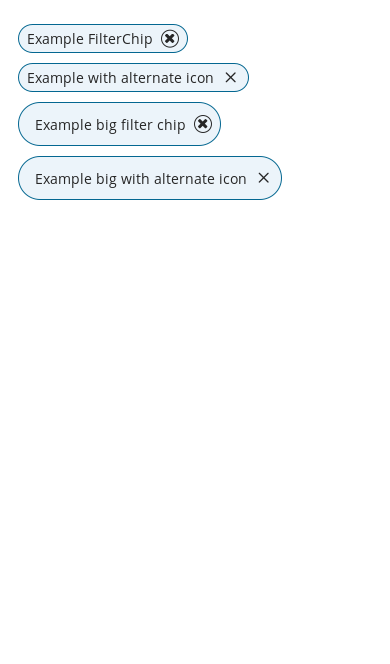 Example FilterChip
Example with alternate icon
Example big filter chip
Example big with alternate icon